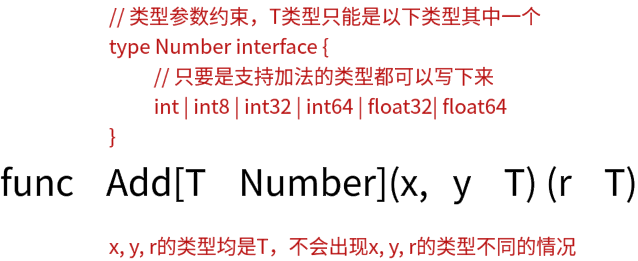 // 类型参数约束，T类型只能是以下类型其中一个
type Number interface {
// 只要是支持加法的类型都可以写下来
int | int8 | int32 | int64 | float32| float64
}
func Add[T Number](x, y T) (r T)
x, y, r的类型均是T，不会出现x, y, r的类型不同的情况